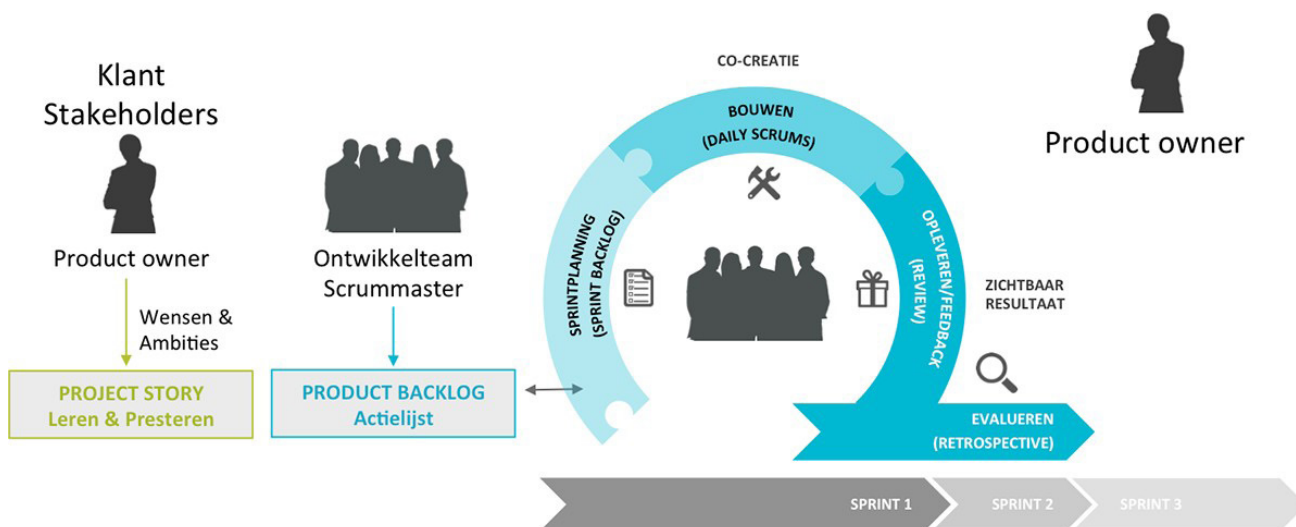 Klant
Stakeholders
Product owner
Wensen &
Ambities
PROJECT STORY
Leren & Presteren
Ontwikkelteam
Scrummaster
PRODUCT BACKLOG
Actielijst
SPRINTPLANNING
(SPRINT BACKLOG)
CO-CREATIE
BOUWEN
(DAILY SCRUMS)
OPLEVEREN/FEEDBACK
(REVIEW)
ZICHTBAAR
RESULTAAT
EVALUEREN
(RETROSPECTIVE)
Product owner
SPRINT 1
SPRINT 2
SPRINT 3